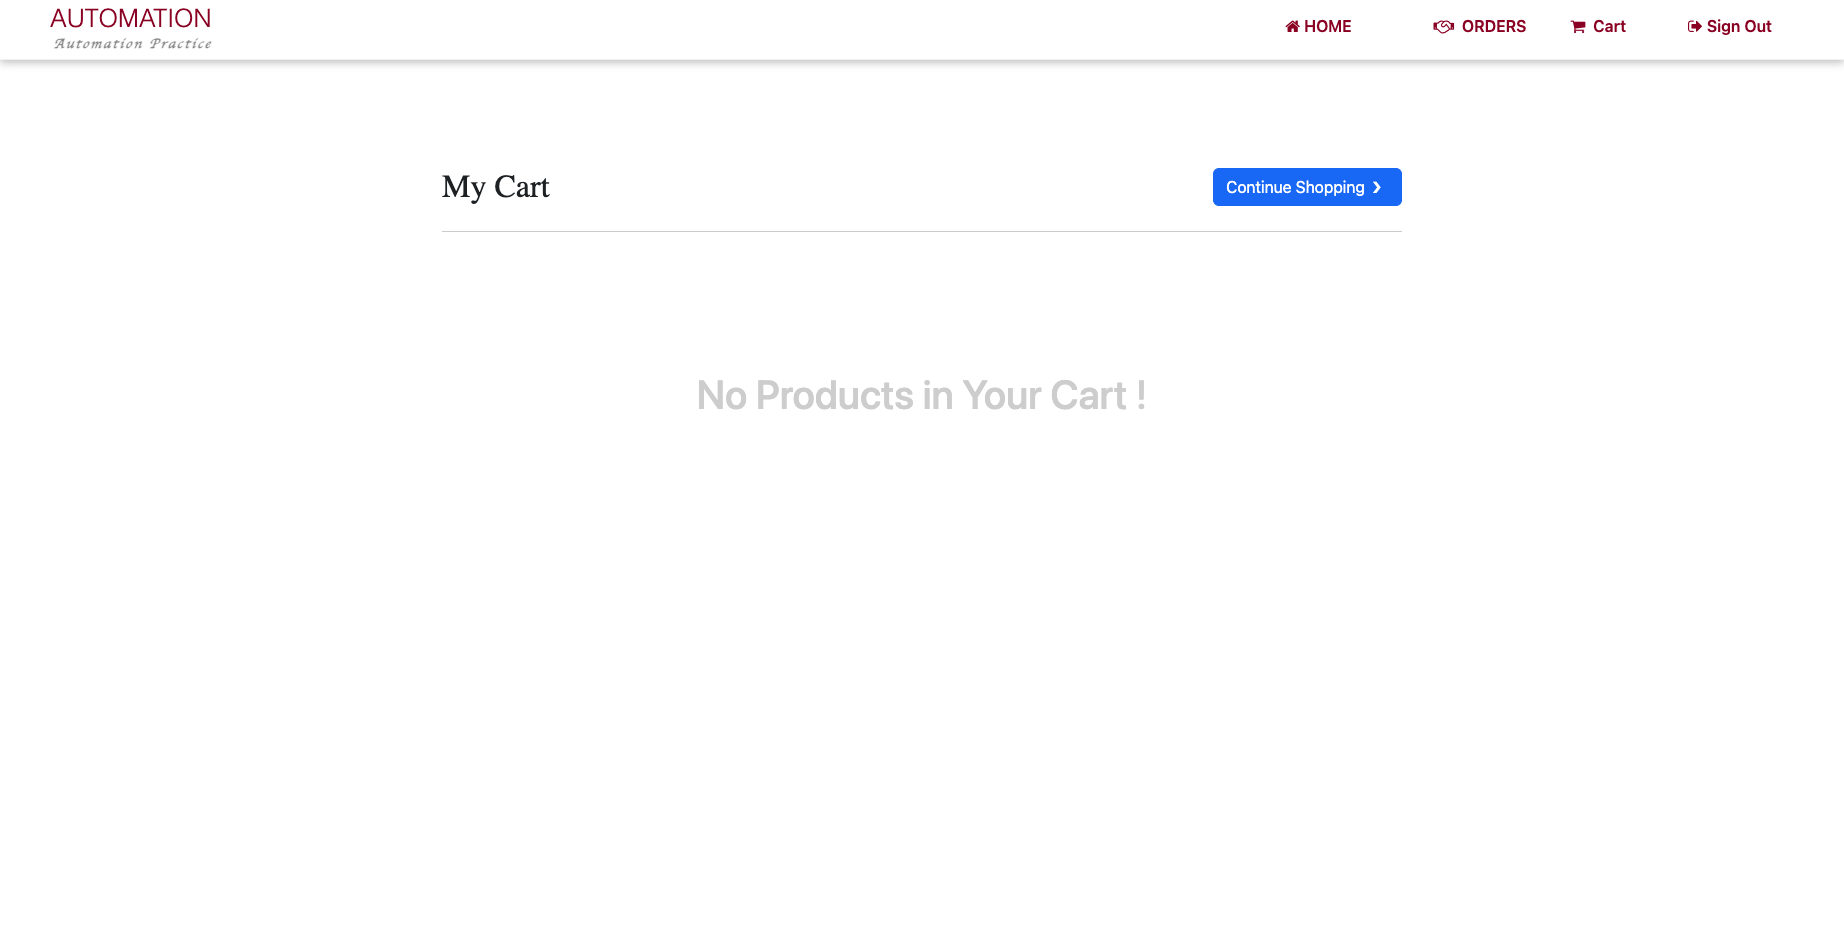 AUTOMATION
Automation Practice
HOME
ORDERS
Cart
Sign Out
My Cart
Continue Shopping ❯
No Products in Your Cart !